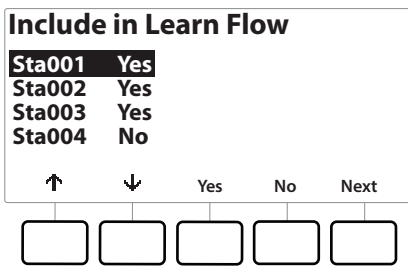 Include in Learn Flow
Sta001 Yes
Sta002 Yes
Sta003 Yes
Sta004 No
↑ ↓ Yes No Next